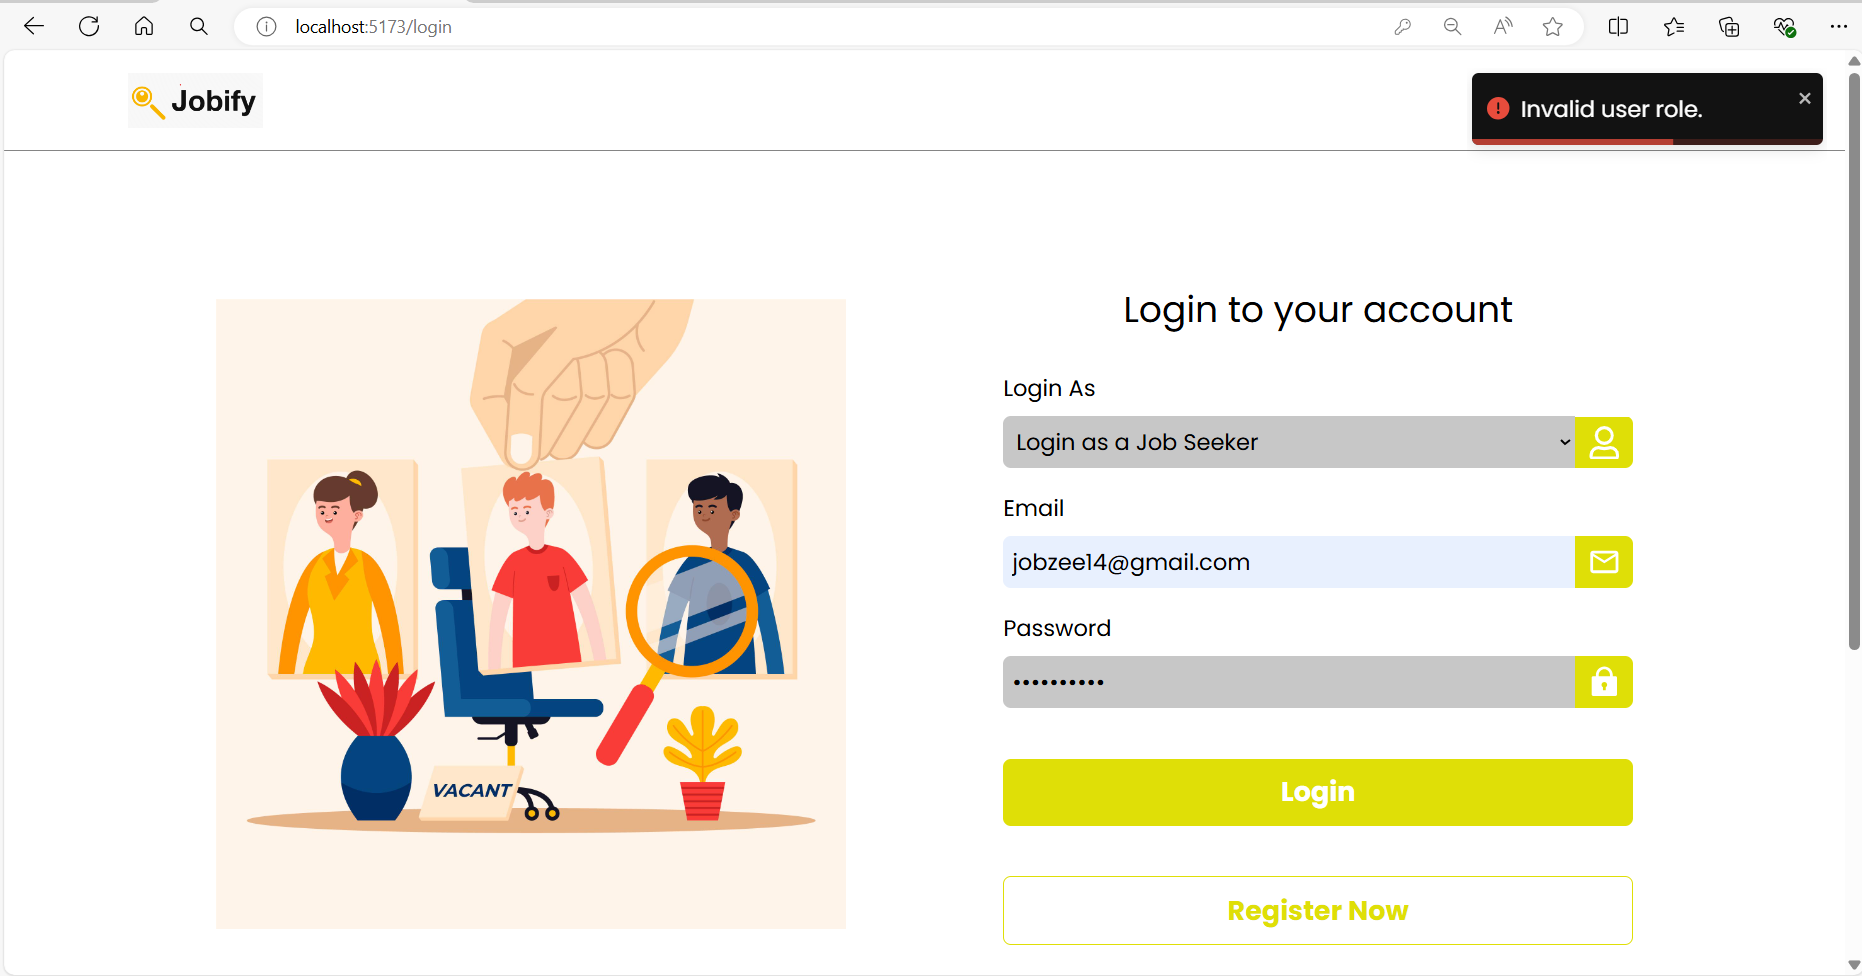 localhost:5173/login
Jobify
Invalid user role.
Login to your account
Login As
Login as a Job Seeker
Email
jobzee14@gmail.com
Password
••••••••••
VACANT
Login
Register Now